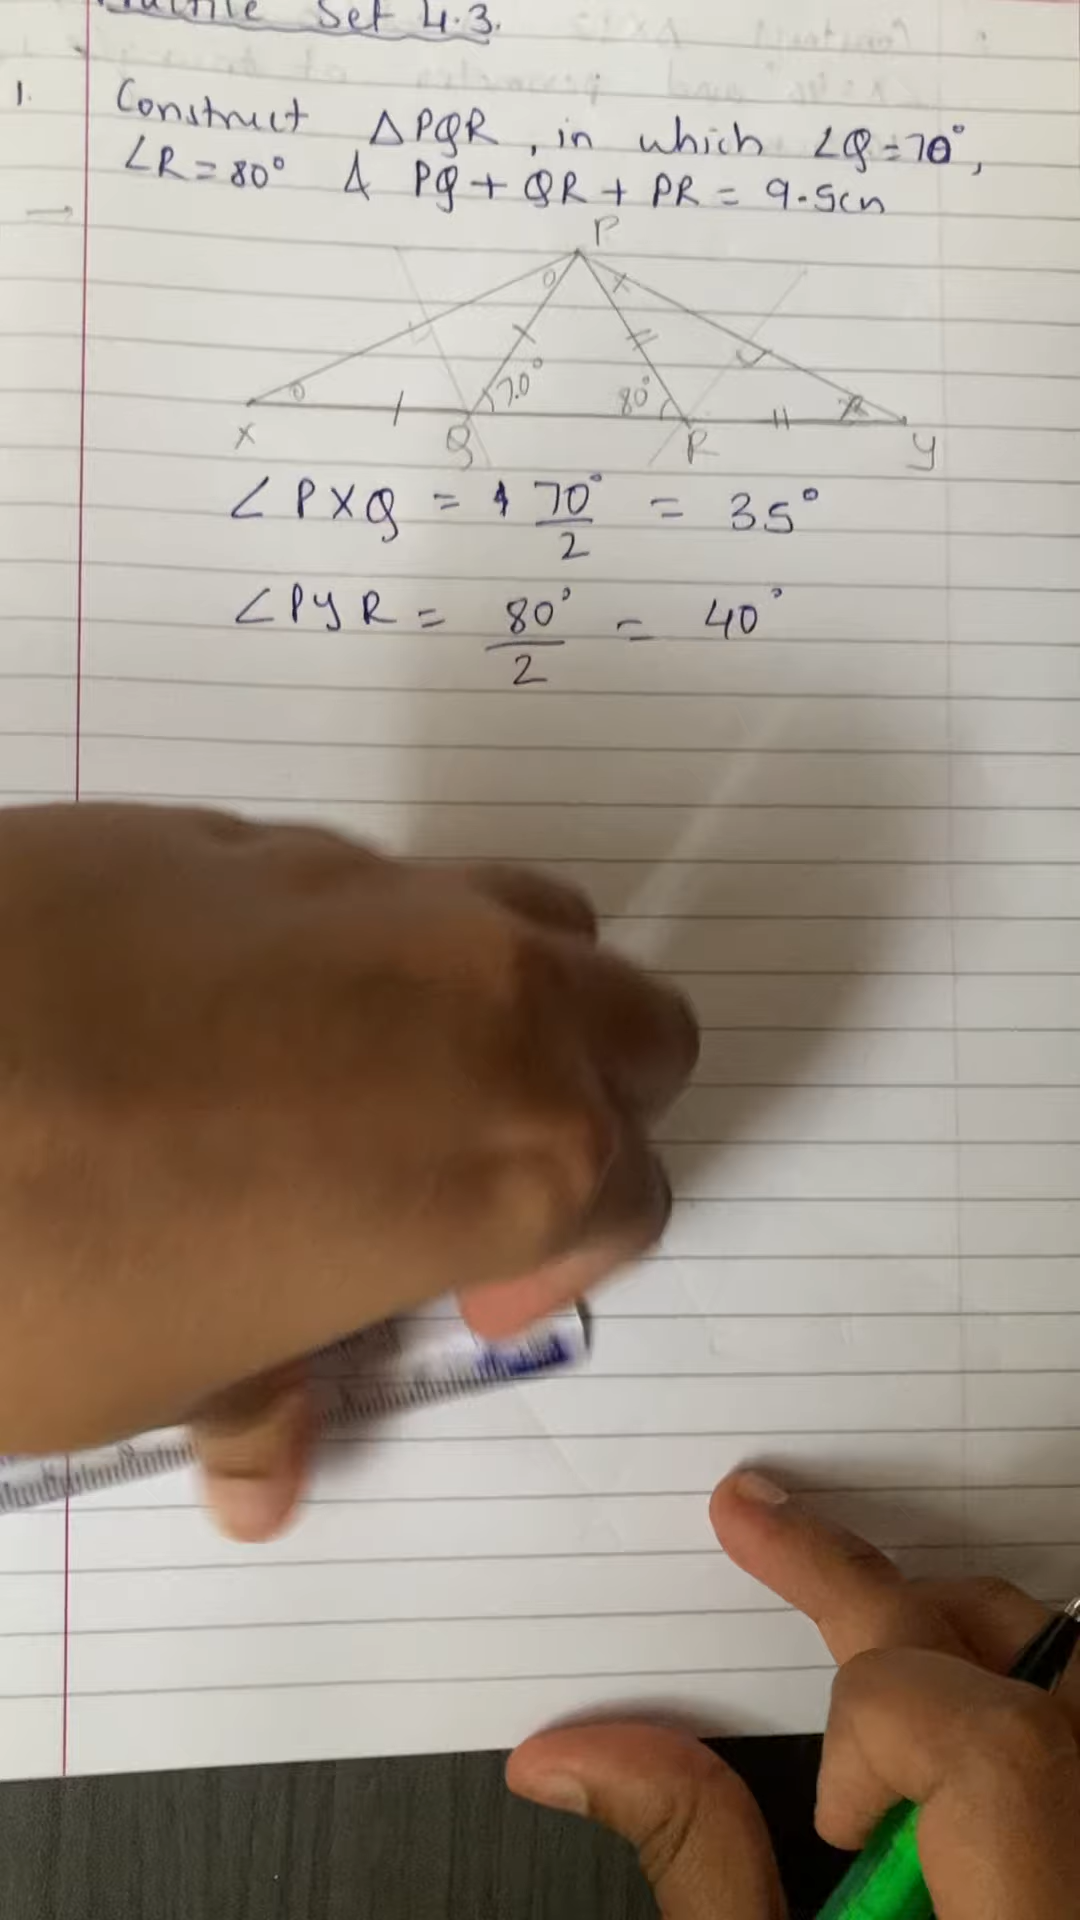 Set 4.3.
1. Construct △PQR, in which ∠Q=70°,
∠R=80° & PQ+QR+PR=9.5cm
→
P
o x
70° 80°
o x
X Q R Y
∠PXQ = 70°/2 = 35°
∠PYR = 80°/2 = 40°